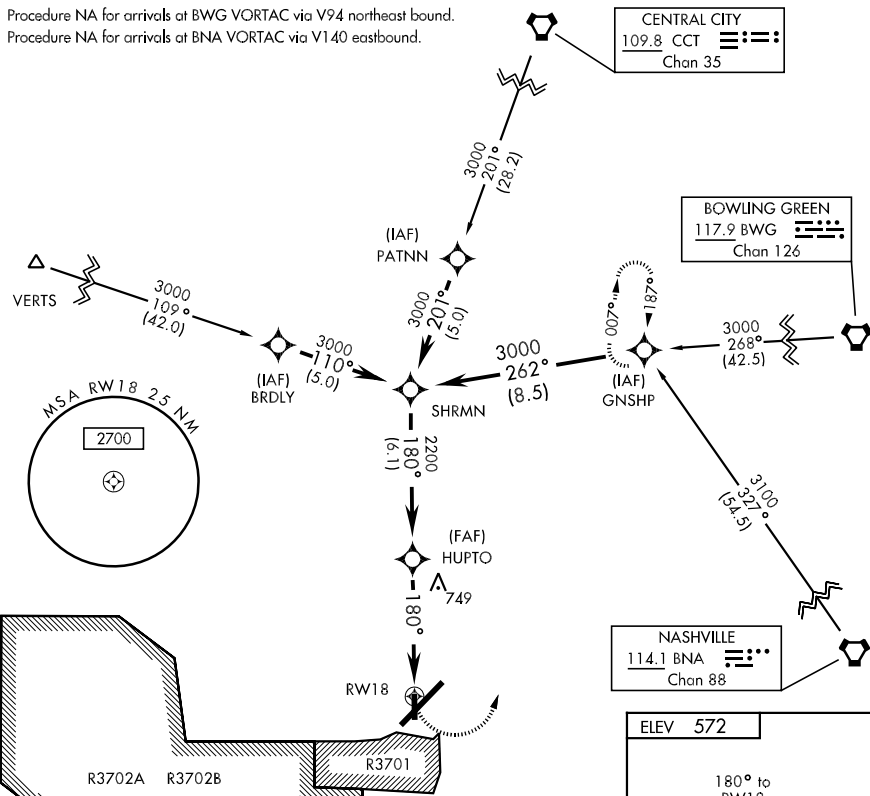 Procedure NA for arrivals at BWG VORTAC via V94 northeast bound.
Procedure NA for arrivals at BNA VORTAC via V140 eastbound.
CENTRAL CITY
109.8 CCT
Chan 35
3000
201°
(28.2)
BOWLING GREEN
117.9 BWG
Chan 126
(IAF)
PATNN
VERTS
3000
109°
(42.0)
3000
201°
(5.0)
007°
187°
3000
268°
(42.5)
3000
110°
(5.0)
3000
262°
(8.5)
(IAF)
BRDLY
(IAF)
GNSHP
SHRMN
MSA RW18 25 NM
2700
2200
180°
(6.1)
3100
327°
(54.5)
(FAF)
HUPTO
749
180°
NASHVILLE
114.1 BNA
Chan 88
RW18
ELEV 572
R3701
R3702A R3702B
180° to
RW18